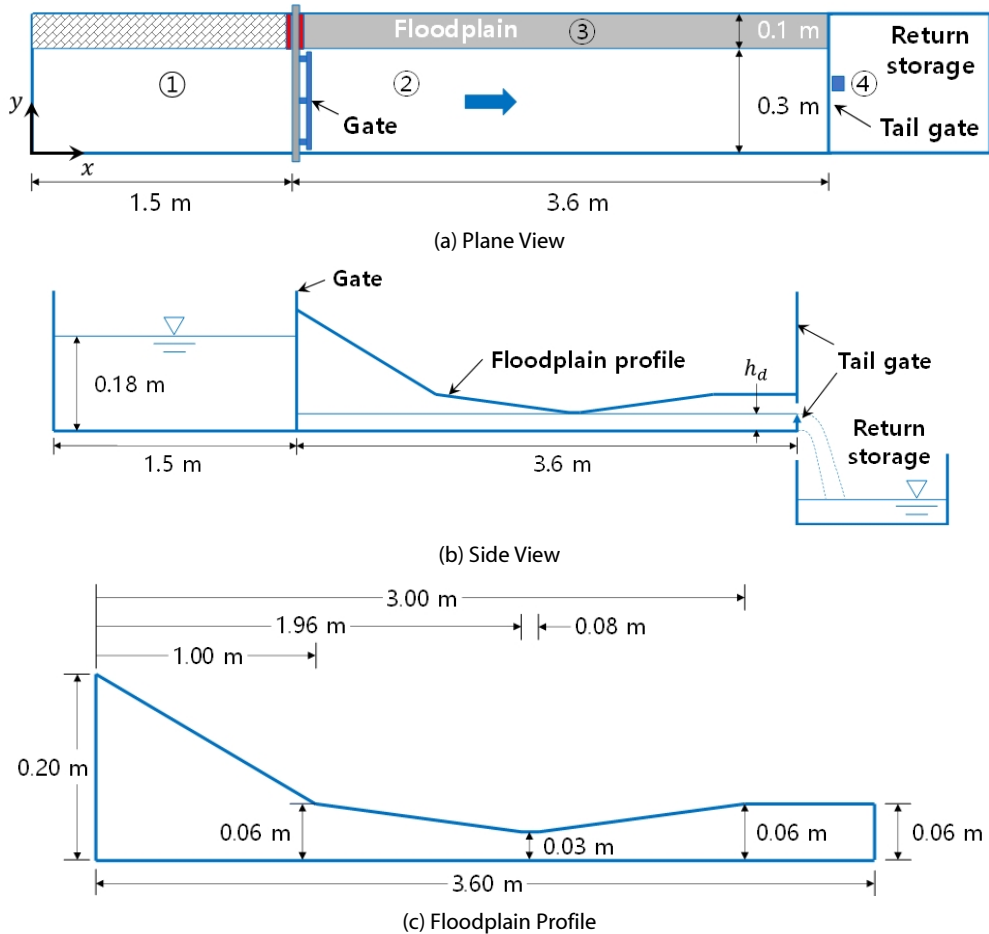 Floodplain
③
0.1 m
Return
storage
①
②
④
0.3 m
Gate
Tail gate
y
x
1.5 m
3.6 m
(a) Plane View
Gate
Floodplain profile
h_d
Tail gate
0.18 m
Return
storage
1.5 m
3.6 m
(b) Side View
3.00 m
1.96 m
0.08 m
1.00 m
0.20 m
0.06 m
0.03 m
0.06 m
0.06 m
3.60 m
(c) Floodplain Profile